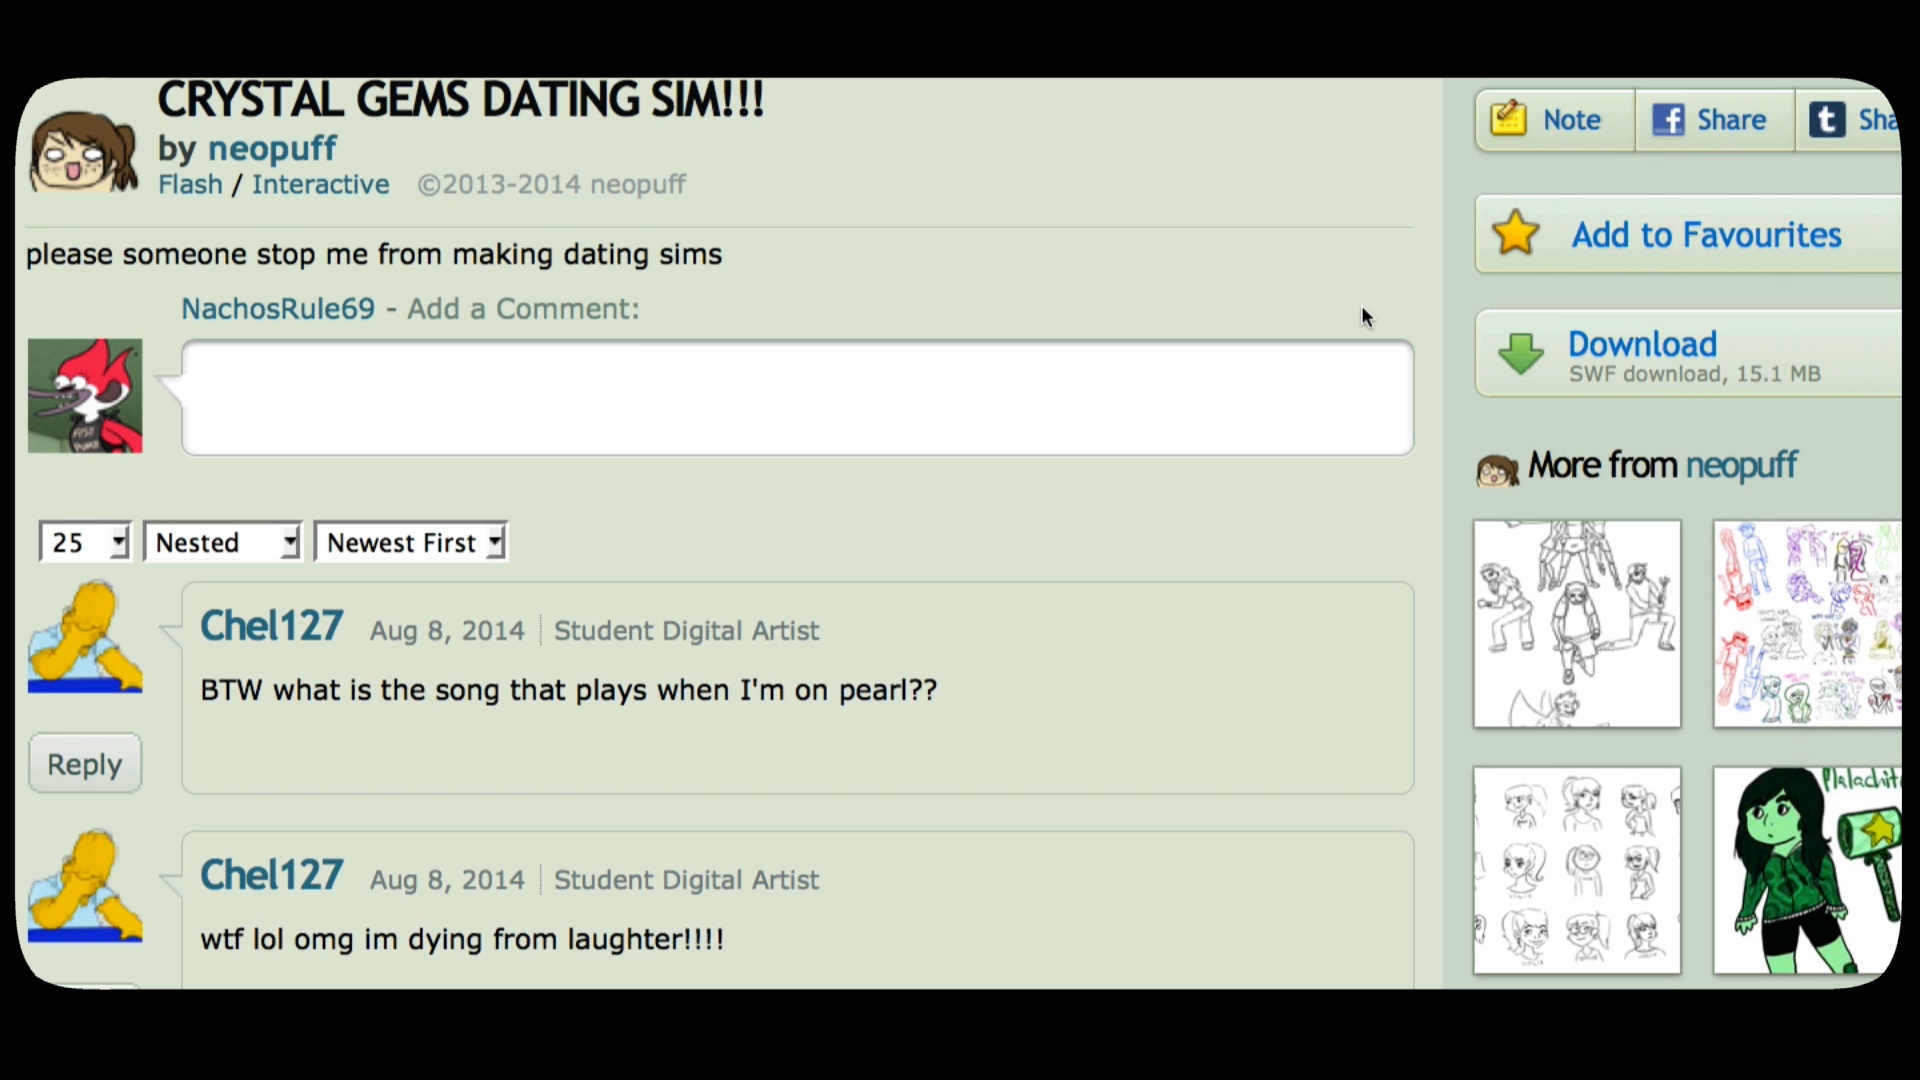 CRYSTAL GEMS DATING SIM!!!
by neopuff
Flash / Interactive ©2013-2014 neopuff
please someone stop me from making dating sims
NachosRule69 - Add a Comment:
25 Nested Newest First
Chel127 Aug 8, 2014 Student Digital Artist
BTW what is the song that plays when I'm on pearl??
Reply
Chel127 Aug 8, 2014 Student Digital Artist
wtf lol omg im dying from laughter!!!!
Note Share Sha
Add to Favourites
Download
SWF download, 15.1 MB
More from neopuff